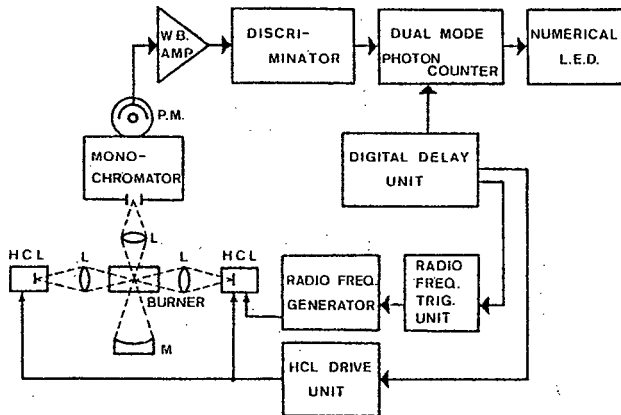 W.B.
AMP.
DISCRI-
MINATOR
DUAL MODE
PHOTON
COUNTER
NUMERICAL
L.E.D.
P.M.
MONO-
CHROMATOR
DIGITAL DELAY
UNIT
L
HCL
L
L
HCL
BURNER
M
RADIO FREQ.
GENERATOR
RADIO
FREQ.
TRIG.
UNIT
HCL DRIVE
UNIT